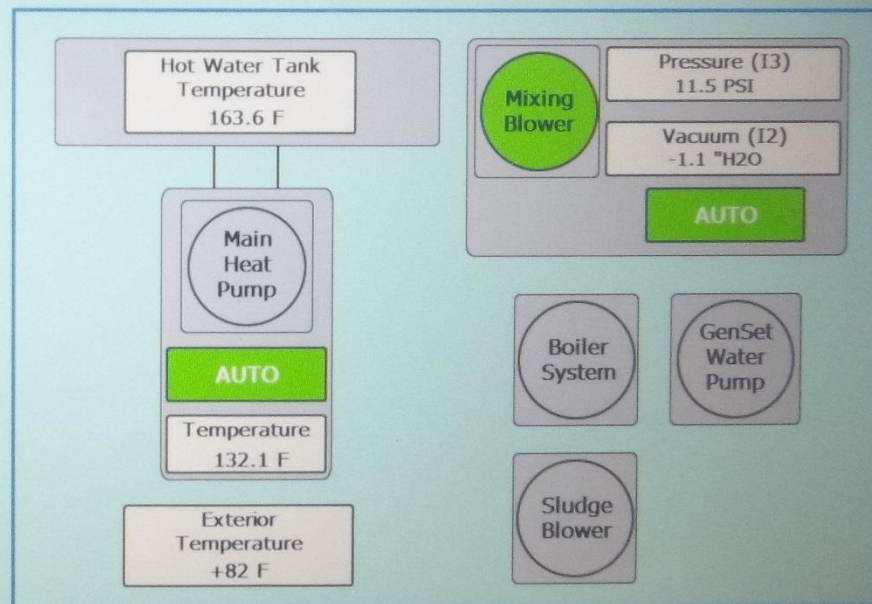 Hot Water Tank
Temperature
163.6 F
Mixing
Blower
Pressure (I3)
11.5 PSI
Vacuum (I2)
-1.1 "H2O
AUTO
Main
Heat
Pump
AUTO
Temperature
132.1 F
Exterior
Temperature
+82 F
Boiler
System
GenSet
Water
Pump
Sludge
Blower